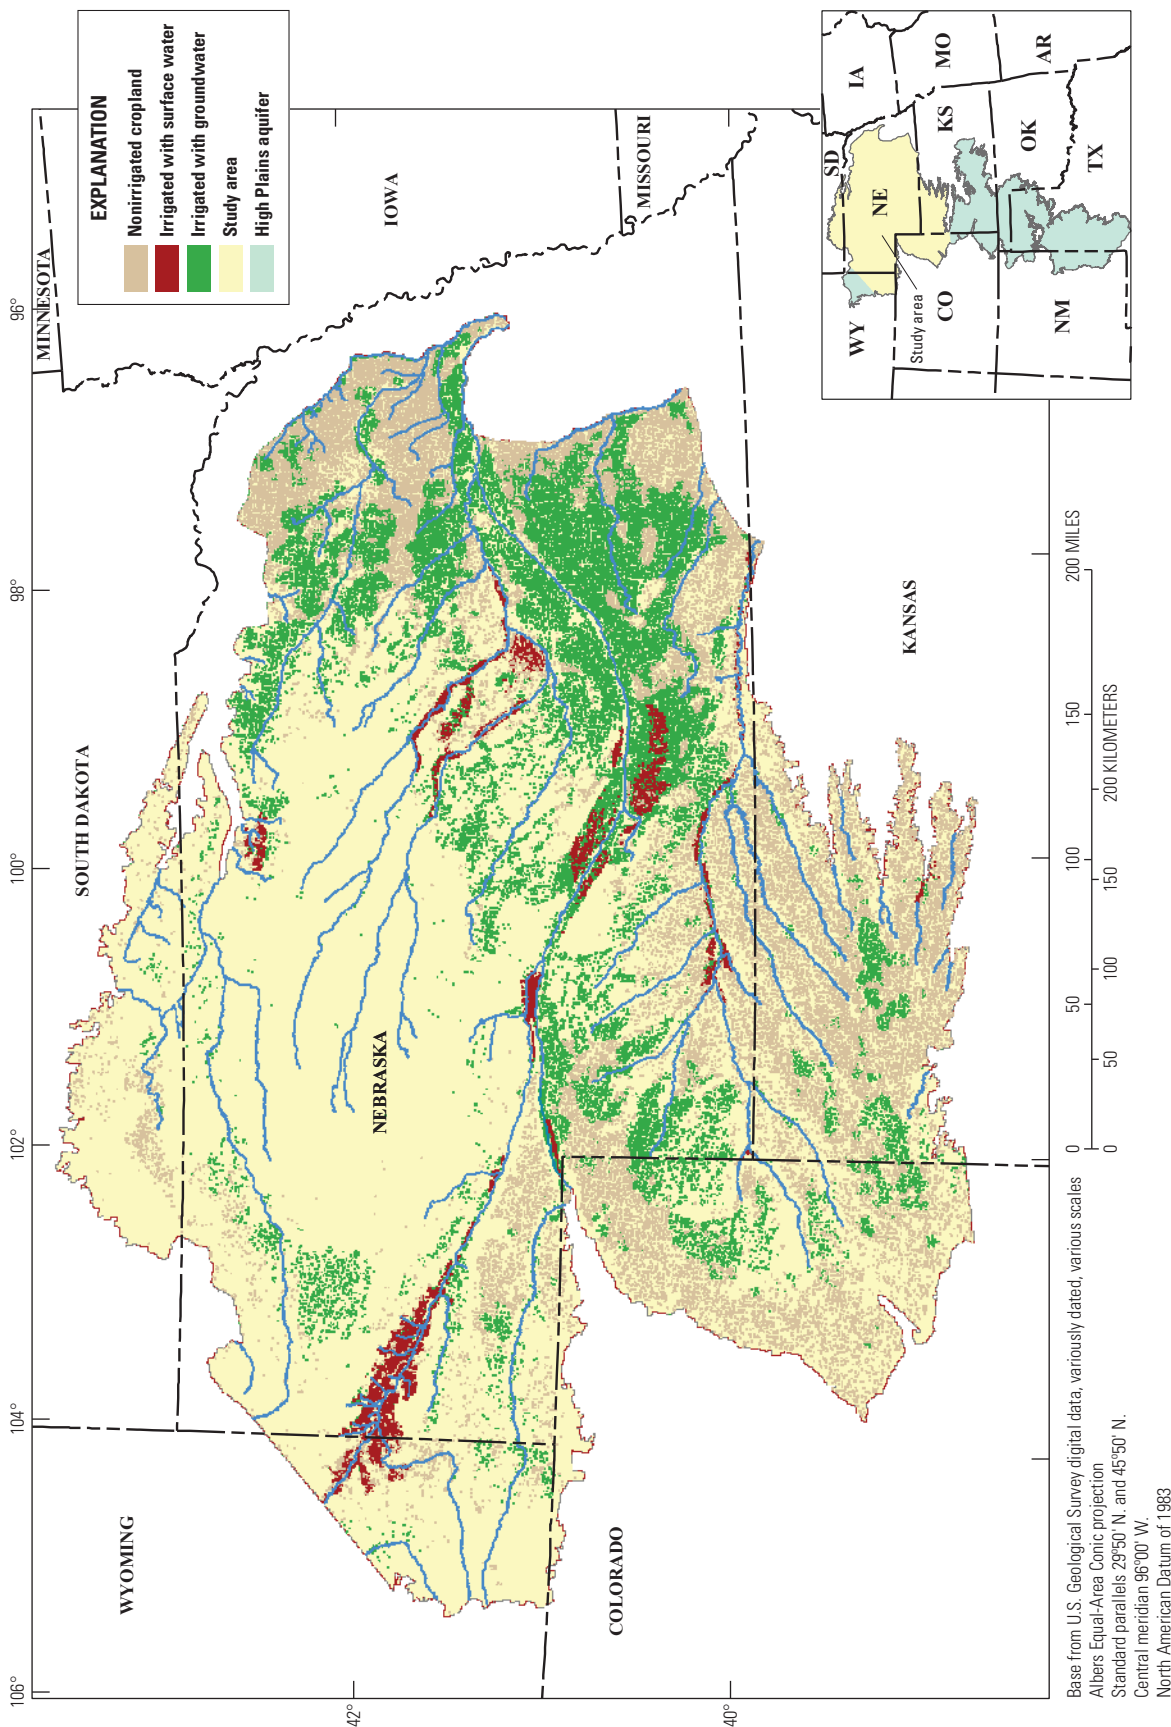 106°
104°
102°
100°
98°
96°
42°
40°
WYOMING
SOUTH DAKOTA
MINNESOTA
IOWA
NEBRASKA
MISSOURI
COLORADO
KANSAS
EXPLANATION
Nonirrigated cropland
Irrigated with surface water
Irrigated with groundwater
Study area
High Plains aquifer
WY
SD
IA
NE
Study area
CO
KS
MO
NM
OK
AR
TX
Base from U.S. Geological Survey digital data, variously dated, various scales
Albers Equal-Area Conic projection
Standard parallels 29°50' N. and 45°50' N.
Central meridian 96°00' W.
North American Datum of 1983
0 50 100 150 200 MILES
0 50 100 150 200 KILOMETERS